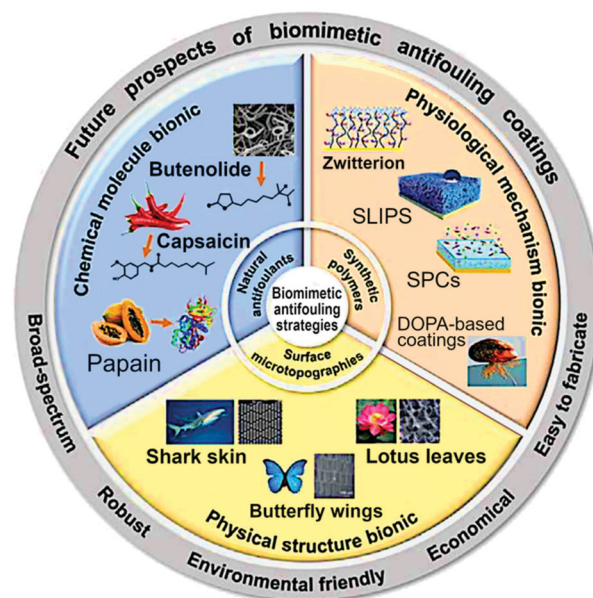 Future prospects of biomimetic antifouling coatings
Chemical molecule bionic
Butenolide
Capsaicin
Papain
Physiological mechanism bionic
Zwitterion
SLIPS
SPCs
DOPA-based
coatings
Natural
antifoulants
Synthetic
polymers
Biomimetic
antifouling
strategies
Surface
microtopographies
Shark skin
Lotus leaves
Butterfly wings
Physical structure bionic
Broad-spectrum
Robust
Environmental friendly
Economical
Easy to fabricate